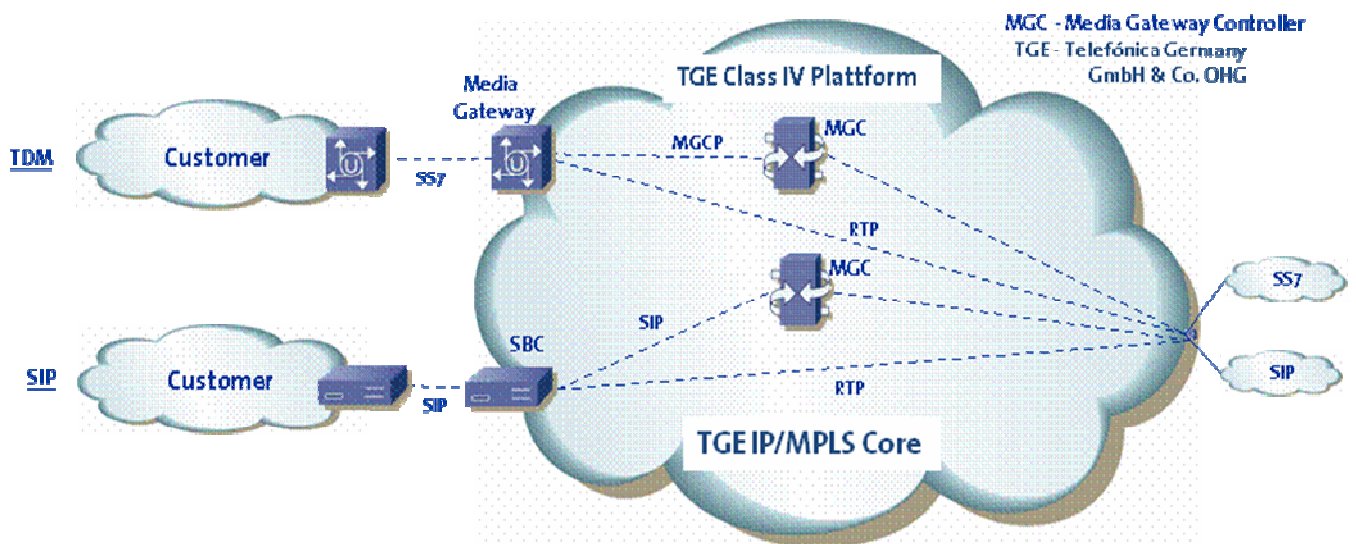 MGC - Media Gateway Controller
TGE - Telefónica Germany
GmbH & Co. OHG
TGE Class IV Plattform
Media
Gateway
MGC
TDM
Customer
MGCP
SS7
RTP
MGC
SS7
SIP
SBC
SIP
Customer
SIP
SIP
RTP
TGE IP/MPLS Core